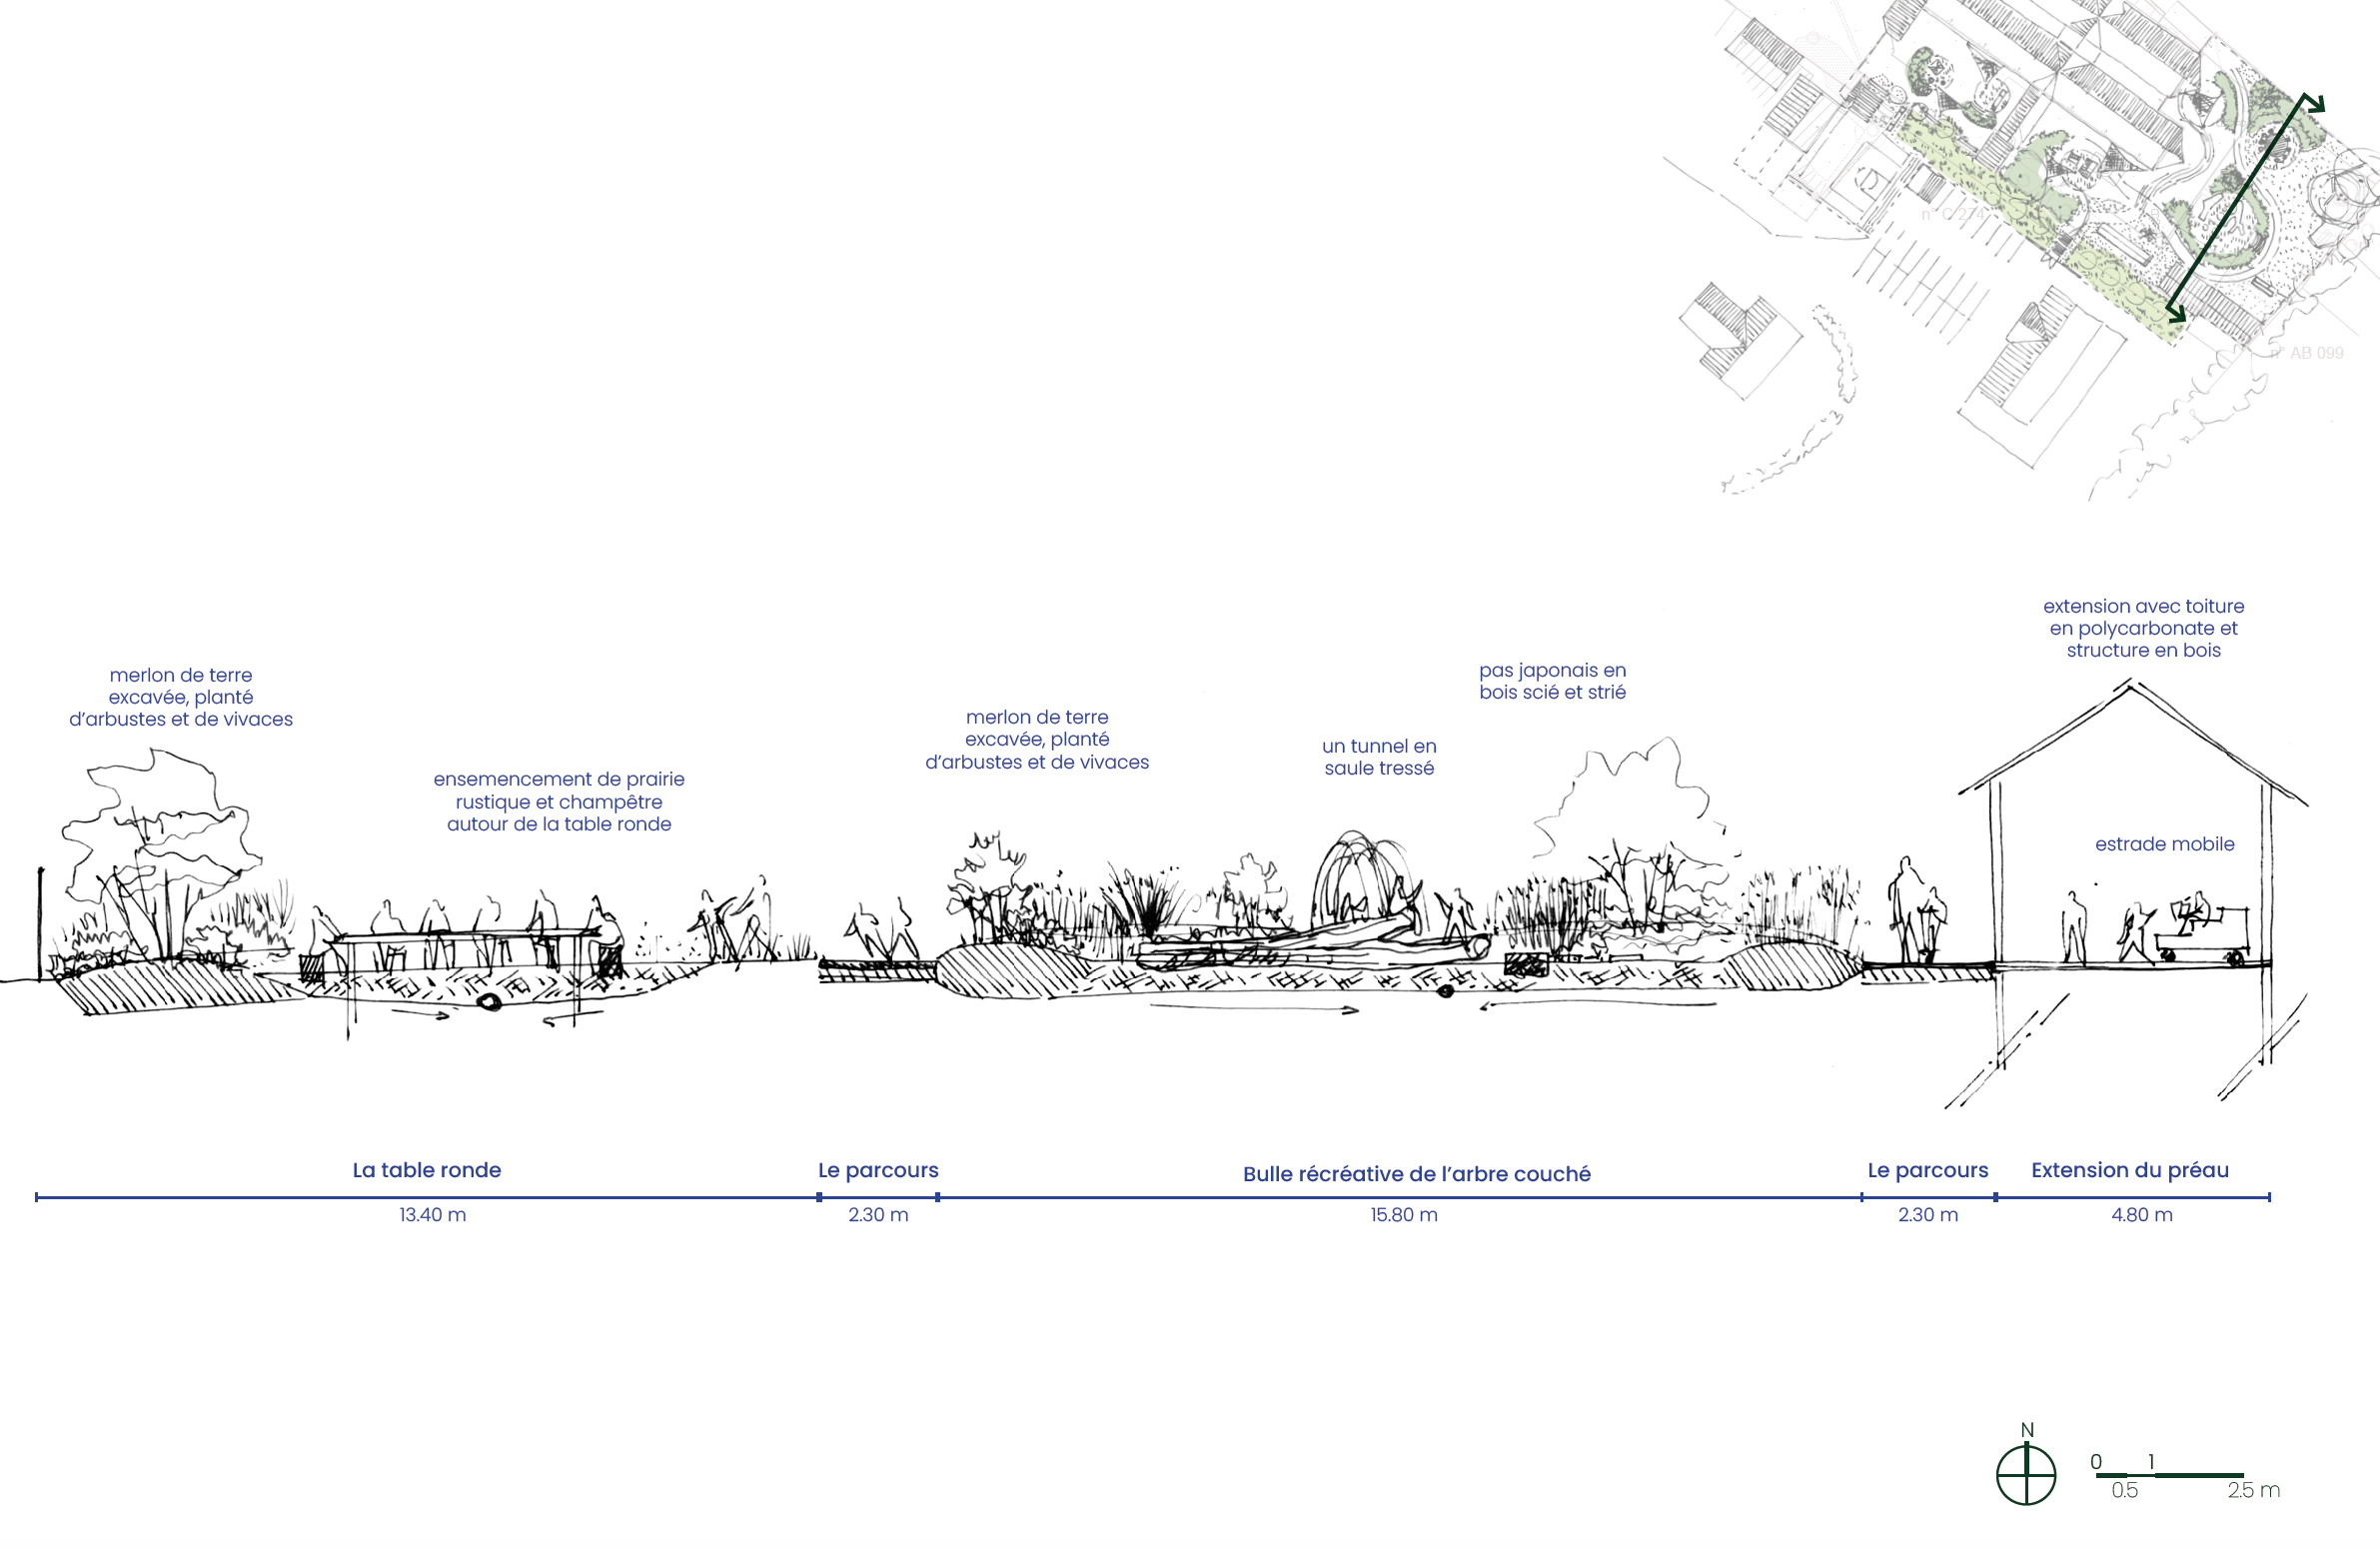 n° C 274
n° AB 099
extension avec toiture
en polycarbonate et
structure en bois
merlon de terre
excavée, planté
d'arbustes et de vivaces
pas japonais en
bois scié et strié
merlon de terre
excavée, planté
d'arbustes et de vivaces
un tunnel en
saule tressé
ensemencement de prairie
rustique et champêtre
autour de la table ronde
estrade mobile
La table ronde
Le parcours
Bulle récréative de l'arbre couché
Le parcours
Extension du préau
13.40 m
2.30 m
15.80 m
2.30 m
4.80 m
N
0 1
0.5 2.5 m